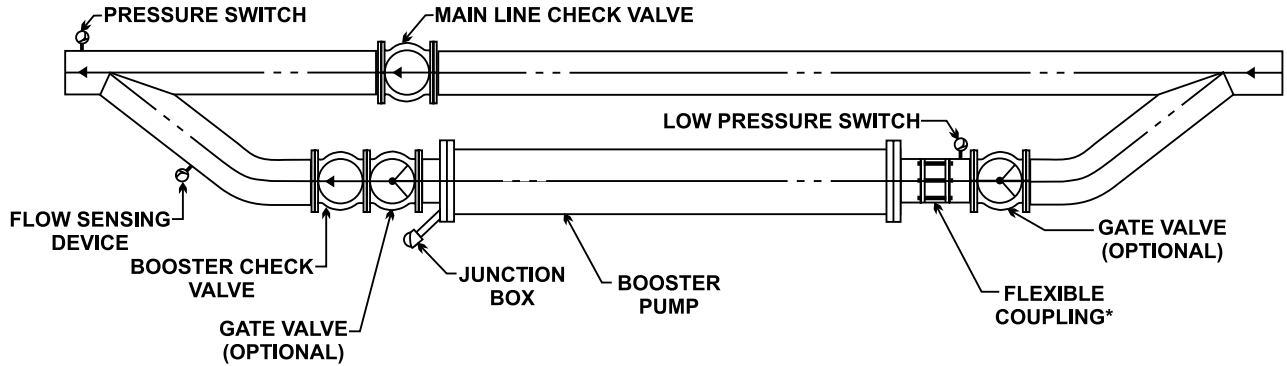 PRESSURE SWITCH
MAIN LINE CHECK VALVE
LOW PRESSURE SWITCH
FLOW SENSING
DEVICE
BOOSTER CHECK
VALVE
GATE VALVE
(OPTIONAL)
JUNCTION
BOX
BOOSTER
PUMP
FLEXIBLE
COUPLING*
GATE VALVE
(OPTIONAL)